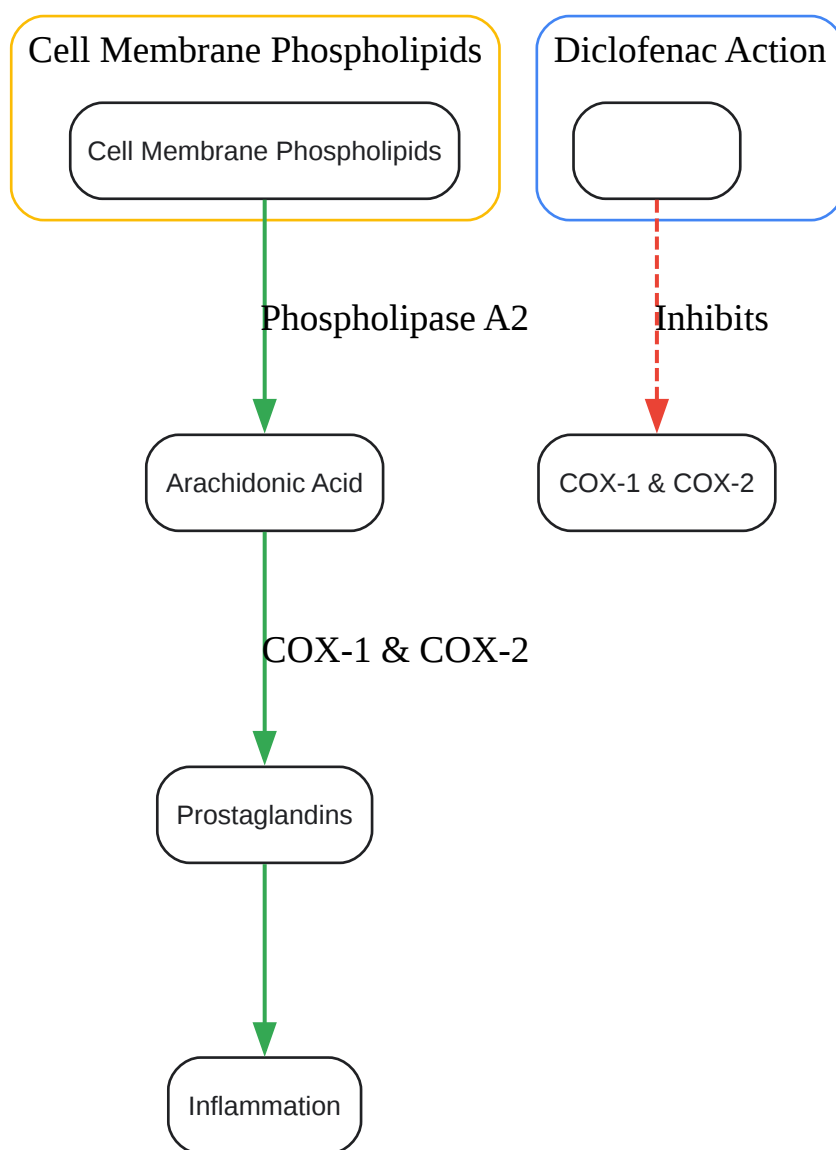 Cell Membrane Phospholipids
Diclofenac Action
Cell Membrane Phospholipids
Phospholipase A2
Inhibits
Arachidonic Acid
COX-1 & COX-2
COX-1 & COX-2
Prostaglandins
Inflammation